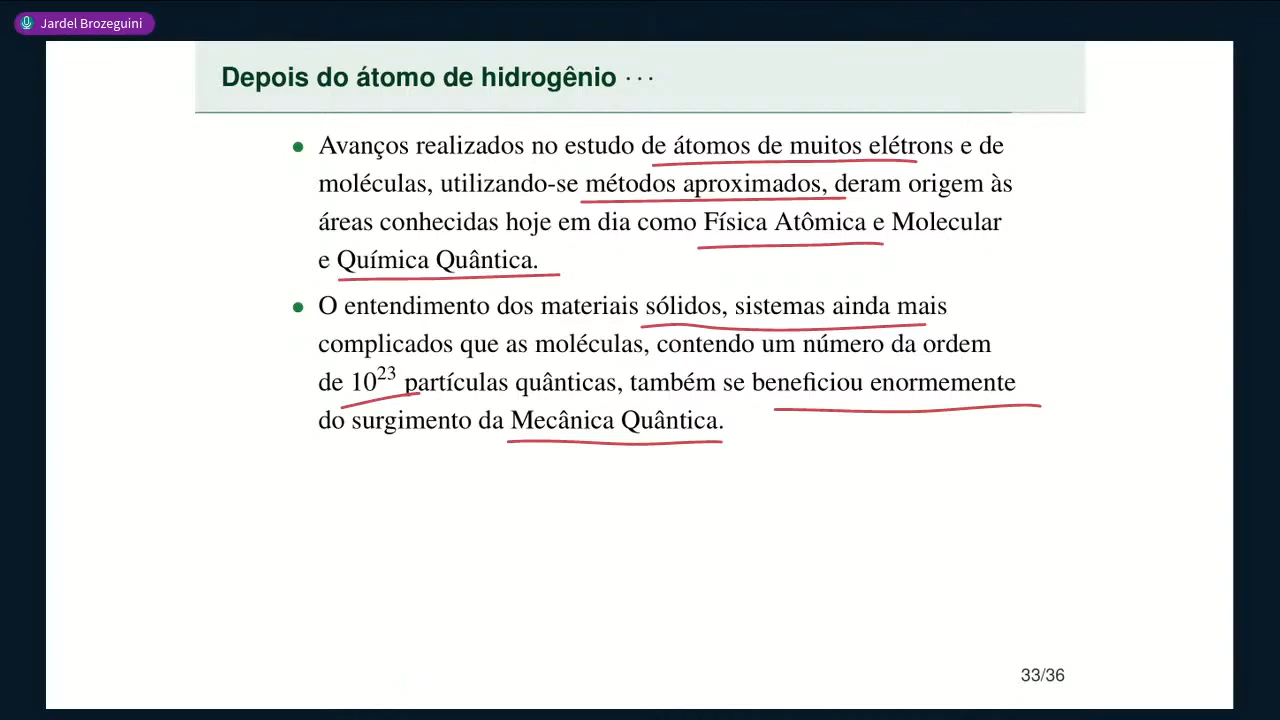 Jardel Brozeguini
Depois do átomo de hidrogênio · · ·
• Avanços realizados no estudo de átomos de muitos elétrons e de
moléculas, utilizando-se métodos aproximados, deram origem às
áreas conhecidas hoje em dia como Física Atômica e Molecular
e Química Quântica.
• O entendimento dos materiais sólidos, sistemas ainda mais
complicados que as moléculas, contendo um número da ordem
de 10²³ partículas quânticas, também se beneficiou enormemente
do surgimento da Mecânica Quântica.
33/36